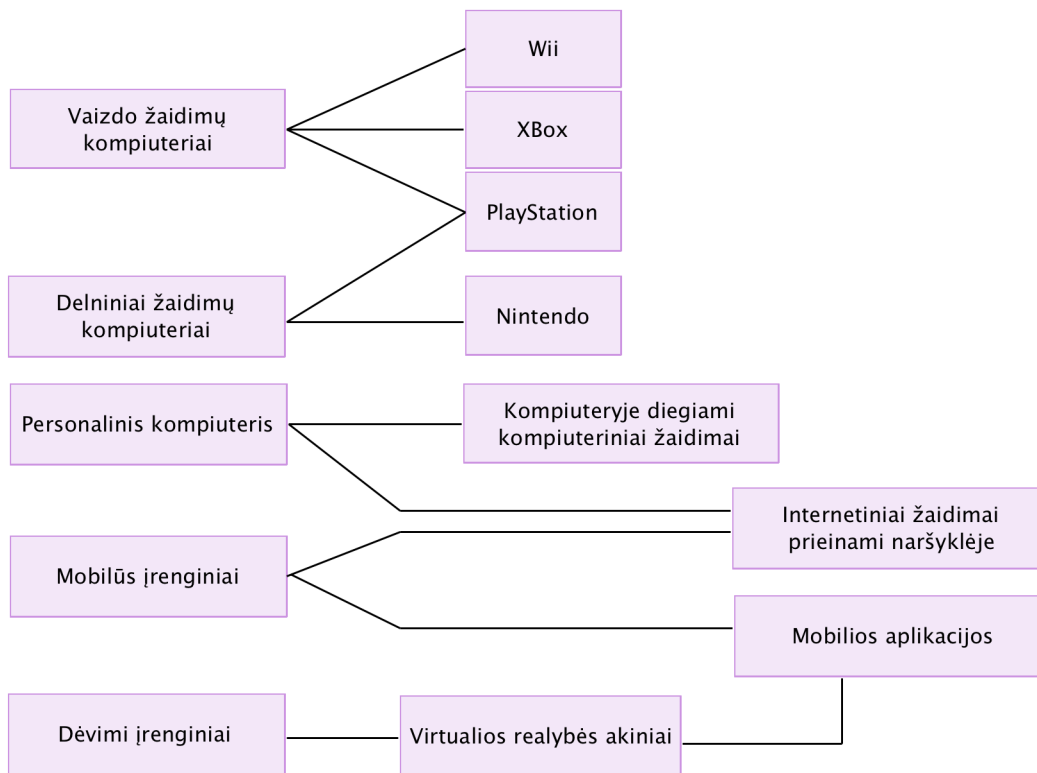 Wii
Vaizdo žaidimų
kompiuteriai
XBox
PlayStation
Delniniai žaidimų
kompiuteriai
Nintendo
Personalinis kompiuteris
Kompiuteryje diegiami
kompiuteriniai žaidimai
Internetiniai žaidimai
prieinami naršyklėje
Mobilūs įrenginiai
Mobilios aplikacijos
Dėvimi įrenginiai
Virtualios realybės akiniai